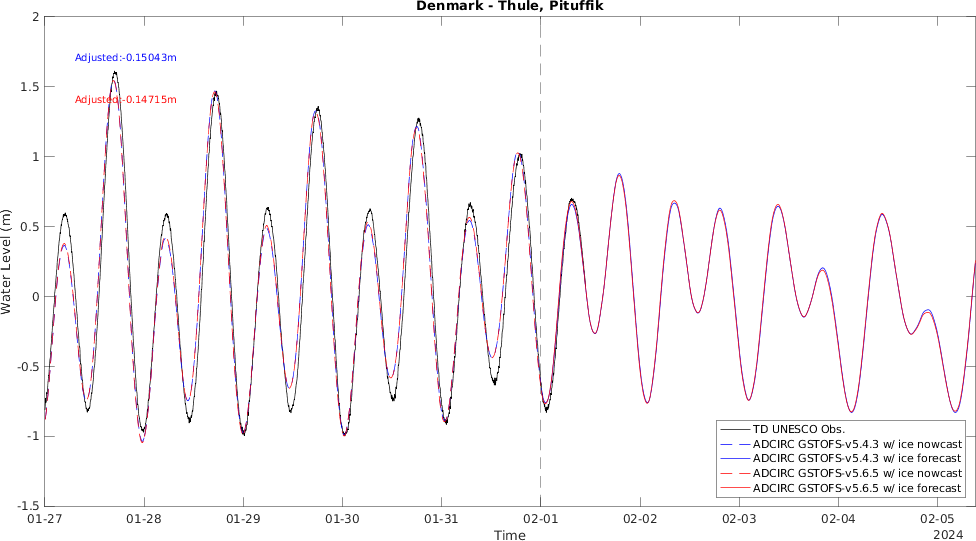 Denmark - Thule, Pituffik
Adjusted:-0.15043m
Adjusted:-0.14715m
Water Level (m)
2
1.5
1
0.5
0
-0.5
-1
-1.5
01-27 01-28 01-29 01-30 01-31 02-01 02-02 02-03 02-04 02-05
Time
2024
TD UNESCO Obs.
ADCIRC GSTOFS-v5.4.3 w/ ice nowcast
ADCIRC GSTOFS-v5.4.3 w/ ice forecast
ADCIRC GSTOFS-v5.6.5 w/ ice nowcast
ADCIRC GSTOFS-v5.6.5 w/ ice forecast